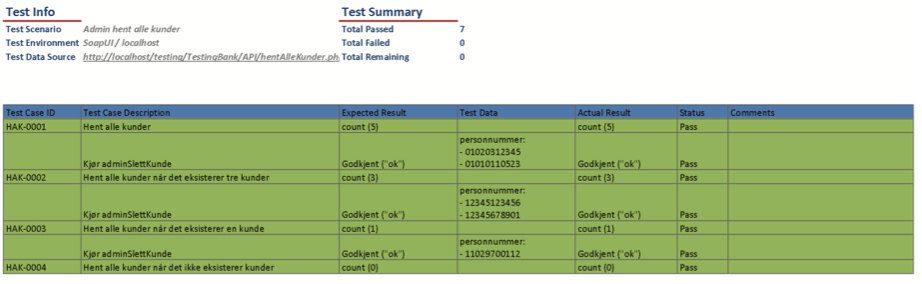 Test Info Test Summary
Test Scenario Admin hent alle kunder Total Passed 7
Test Environment SoapUI / localhost Total Failed 0
Test Data Source http://localhost/testing/TestingBank/API/hentAlleKunder.ph Total Remaining 0
Test Case ID Test Case Description Expected Result Test Data Actual Result Status Comments
HAK-0001 Hent alle kunder count (5) count (5) Pass
personnummer:
- 01020312345
Kjør adminSlettKunde Godkjent ("ok") - 01010110523 Godkjent ("ok") Pass
HAK-0002 Hent alle kunder når det eksisterer tre kunder count (3) count (3) Pass
personnummer:
- 12345123456
Kjør adminSlettKunde Godkjent ("ok") - 12345678901 Godkjent ("ok") Pass
HAK-0003 Hent alle kunder når det eksisterer en kunde count (1) count (1) Pass
personnummer:
Kjør adminSlettKunde Godkjent ("ok") - 11029700112 Godkjent ("ok") Pass
HAK-0004 Hent alle kunder når det ikke eksisterer kunder count (0) count (0) Pass